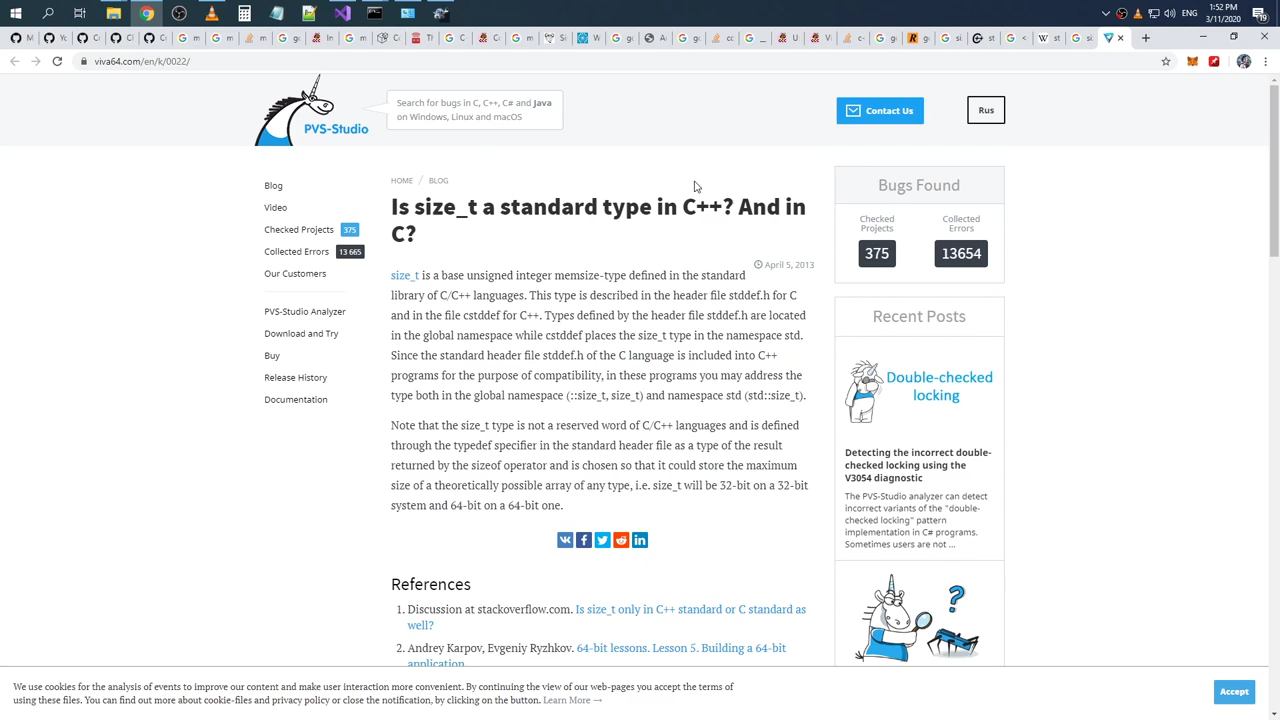 1:52 PM
ENG
3/11/2020
19
viva64.com/en/k/0022/
PVS-Studio
Search for bugs in C, C++, C# and Java
on Windows, Linux and macOS
Contact Us
Rus
Blog
Video
Checked Projects 375
Collected Errors 13 665
Our Customers
PVS-Studio Analyzer
Download and Try
Buy
Release History
Documentation
HOME / BLOG
Is size_t a standard type in C++? And in
C?
April 5, 2013
size_t is a base unsigned integer memsize-type defined in the standard
library of C/C++ languages. This type is described in the header file stddef.h for C
and in the file cstddef for C++. Types defined by the header file stddef.h are located
in the global namespace while cstddef places the size_t type in the namespace std.
Since the standard header file stddef.h of the C language is included into C++
programs for the purpose of compatibility, in these programs you may address the
type both in the global namespace (::size_t, size_t) and namespace std (std::size_t).
Note that the size_t type is not a reserved word of C/C++ languages and is defined
through the typedef specifier in the standard header file as a type of the result
returned by the sizeof operator and is chosen so that it could store the maximum
size of a theoretically possible array of any type, i.e. size_t will be 32-bit on a 32-bit
system and 64-bit on a 64-bit one.
References
1. Discussion at stackoverflow.com. Is size_t only in C++ standard or C standard as
well?
2. Andrey Karpov, Evgeniy Ryzhkov. 64-bit lessons. Lesson 5. Building a 64-bit
application
Bugs Found
Checked
Projects
Collected
Errors
375
13654
Recent Posts
Double-checked
locking
Detecting the incorrect double-
checked locking using the
V3054 diagnostic
The PVS-Studio analyzer can detect
incorrect variants of the "double-
checked locking" pattern
implementation in C# programs.
Sometimes users are not ...
?
We use cookies for the analysis of events to improve our content and make user interaction more convenient. By continuing the view of our web-pages you accept the terms of
using these files. You can find out more about cookie-files and privacy policy or close the notification, by clicking on the button. Learn More →
Accept